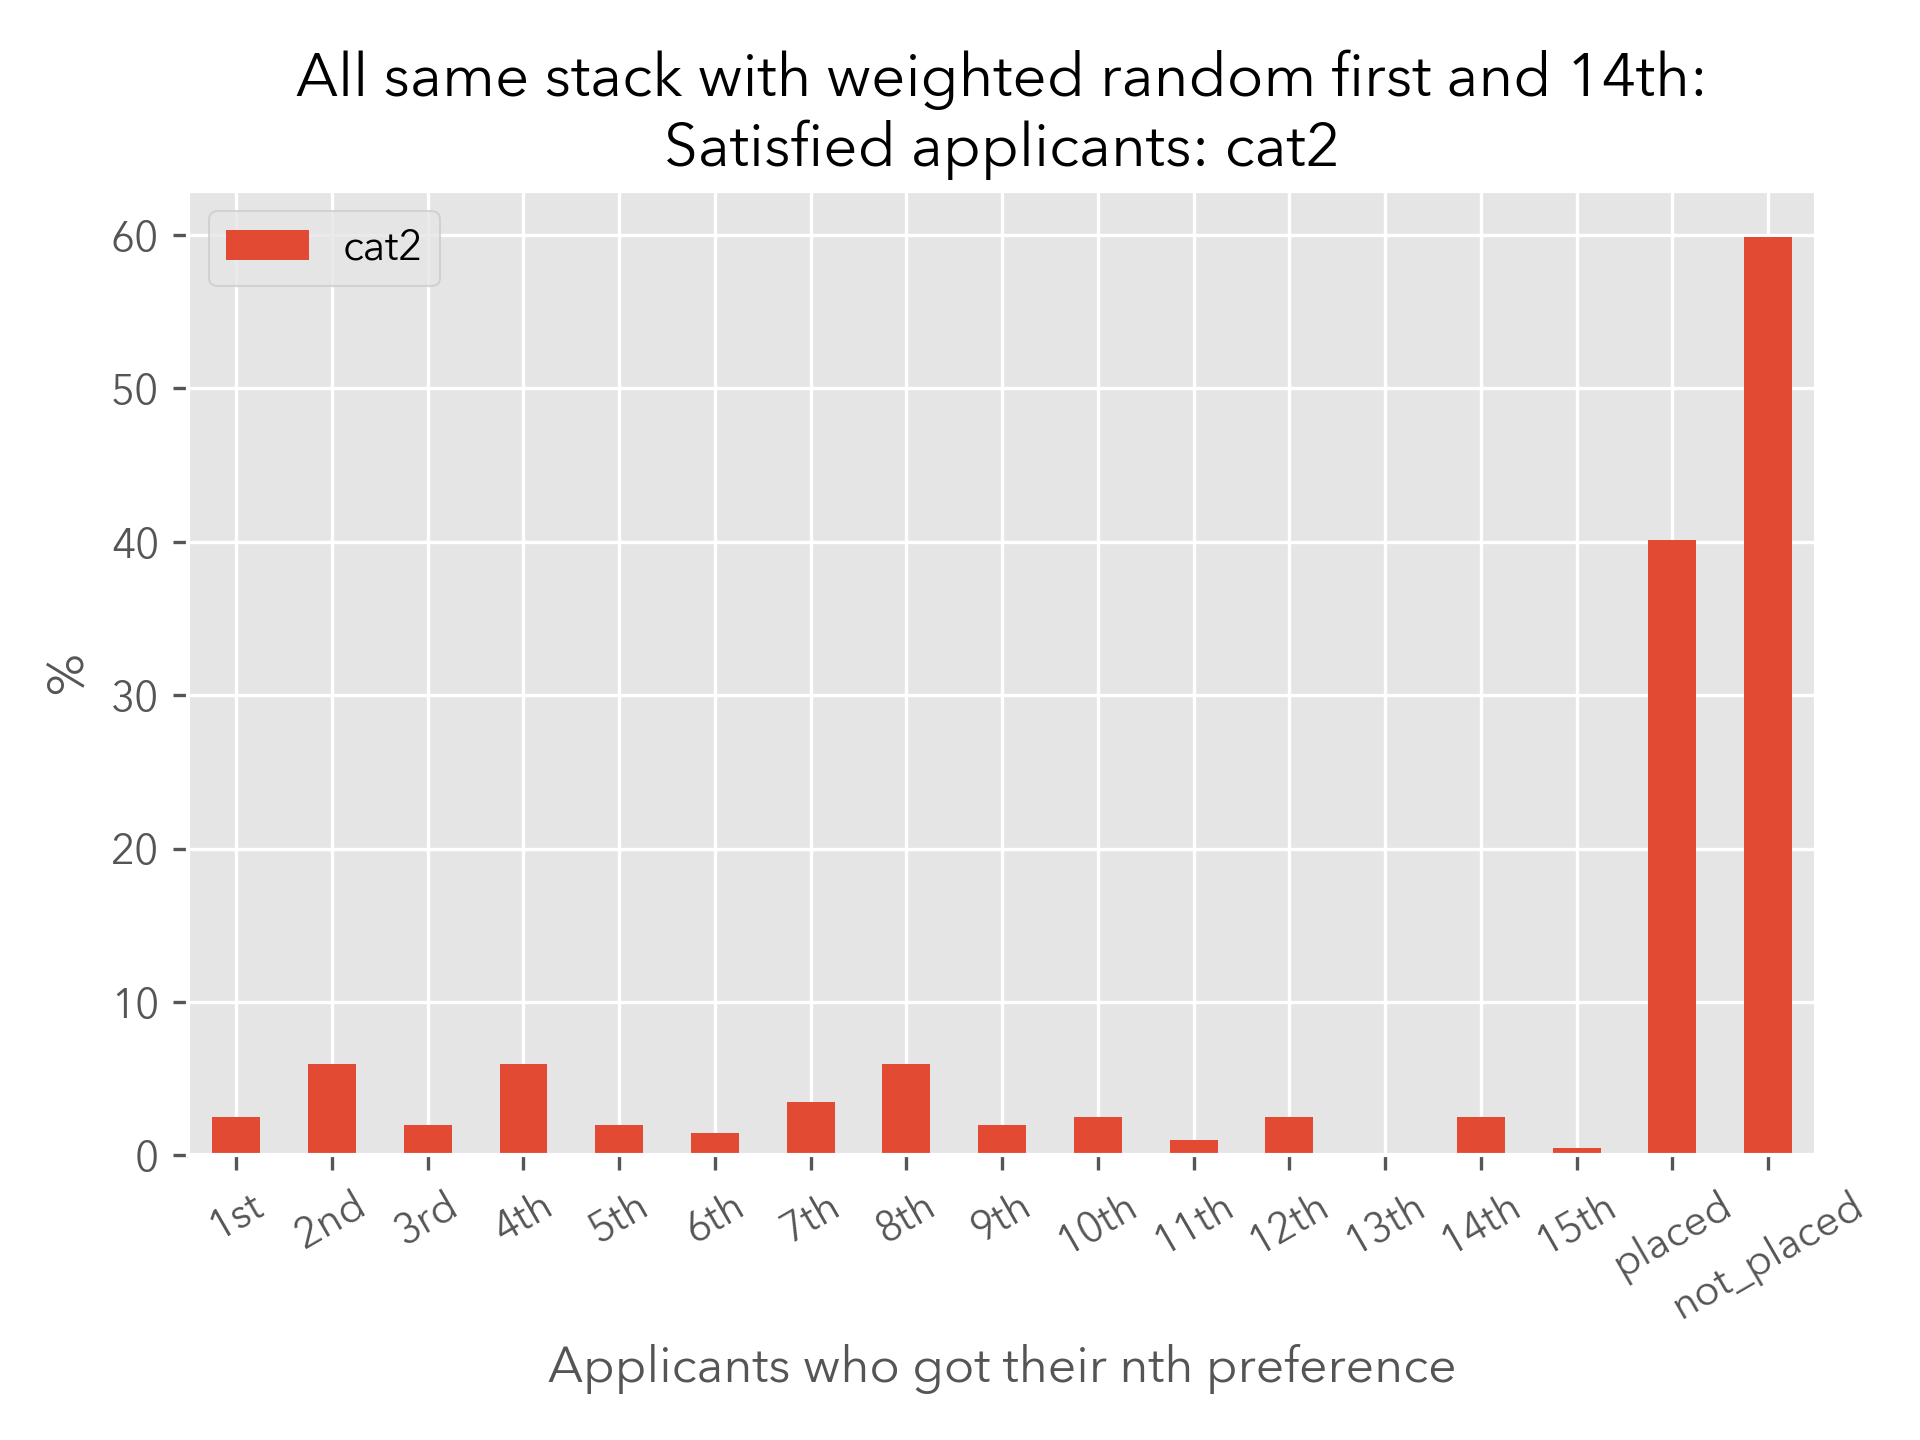 All same stack with weighted random first and 14th:
Satisfied applicants: cat2
cat2
60
50
40
30
20
10
0
%
1st
2nd
3rd
4th
5th
6th
7th
8th
9th
10th
11th
12th
13th
14th
15th
placed
not_placed
Applicants who got their nth preference